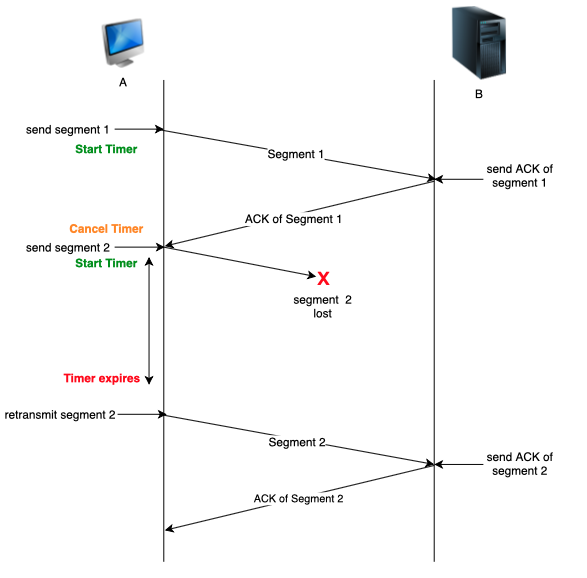 A
B
send segment 1
Start Timer
Segment 1
send ACK of
segment 1
ACK of Segment 1
Cancel Timer
send segment 2
Start Timer
X
segment 2
lost
Timer expires
retransmit segment 2
Segment 2
send ACK of
segment 2
ACK of Segment 2